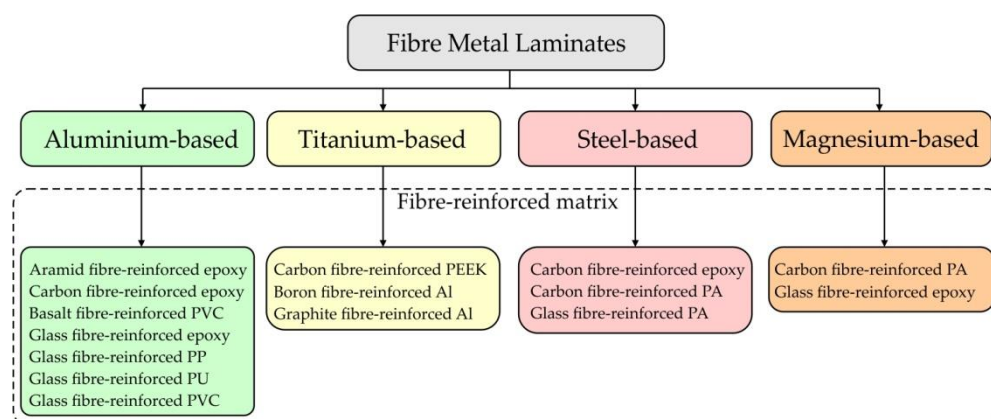 Fibre Metal Laminates
Aluminium-based
Titanium-based
Steel-based
Magnesium-based
Fibre-reinforced matrix
Aramid fibre-reinforced epoxy
Carbon fibre-reinforced epoxy
Basalt fibre-reinforced PVC
Glass fibre-reinforced epoxy
Glass fibre-reinforced PP
Glass fibre-reinforced PU
Glass fibre-reinforced PVC
Carbon fibre-reinforced PEEK
Boron fibre-reinforced Al
Graphite fibre-reinforced Al
Carbon fibre-reinforced epoxy
Carbon fibre-reinforced PA
Glass fibre-reinforced PA
Carbon fibre-reinforced PA
Glass fibre-reinforced epoxy